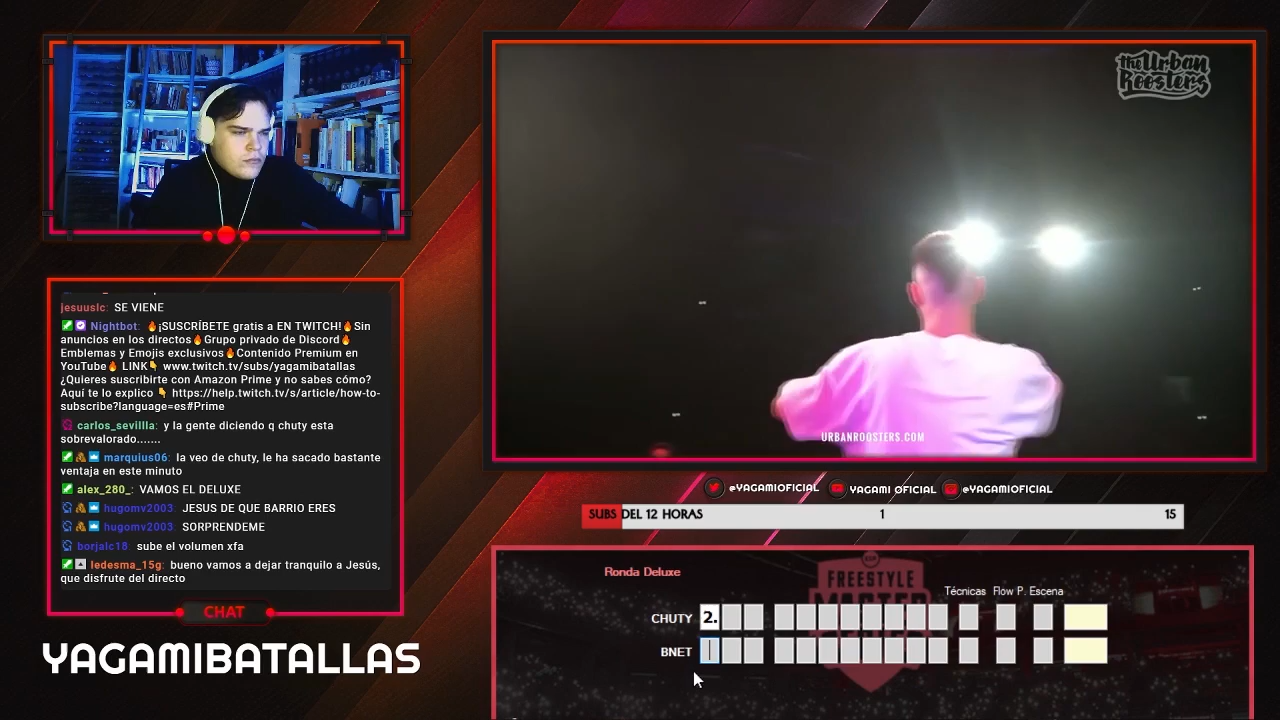 the Urban
Roosters
URBANROOSTERS.COM
jesuuslc: SE VIENE
Nightbot: 🔥¡SUSCRÍBETE gratis a EN TWITCH!🔥Sin
anuncios en los directos🔥Grupo privado de Discord🔥
Emblemas y Emojis exclusivos🔥Contenido Premium en
YouTube🔥 LINK👇 www.twitch.tv/subs/yagamibatallas
¿Quieres suscribirte con Amazon Prime y no sabes cómo?
Aquí te lo explico 👇 https://help.twitch.tv/s/article/how-to-
subscribe?language=es#Prime
carlos_sevillla: y la gente diciendo q chuty esta
sobrevalorado.......
marquius06: la veo de chuty, le ha sacado bastante
ventaja en este minuto
alex_280_: VAMOS EL DELUXE
hugomv2003: JESUS DE QUE BARRIO ERES
hugomv2003: SORPRENDEME
borjalc18: sube el volumen xfa
ledesma_15g: bueno vamos a dejar tranquilo a Jesús,
que disfrute del directo
CHAT
YAGAMIBATALLAS
@YAGAMIOFICIAL YAGAMI OFICIAL @YAGAMIOFICIAL
SUBS DEL 12 HORAS 1 15
Ronda Deluxe
FREESTYLE
MASTER
Técnicas Flow P. Escena
CHUTY 2.
BNET